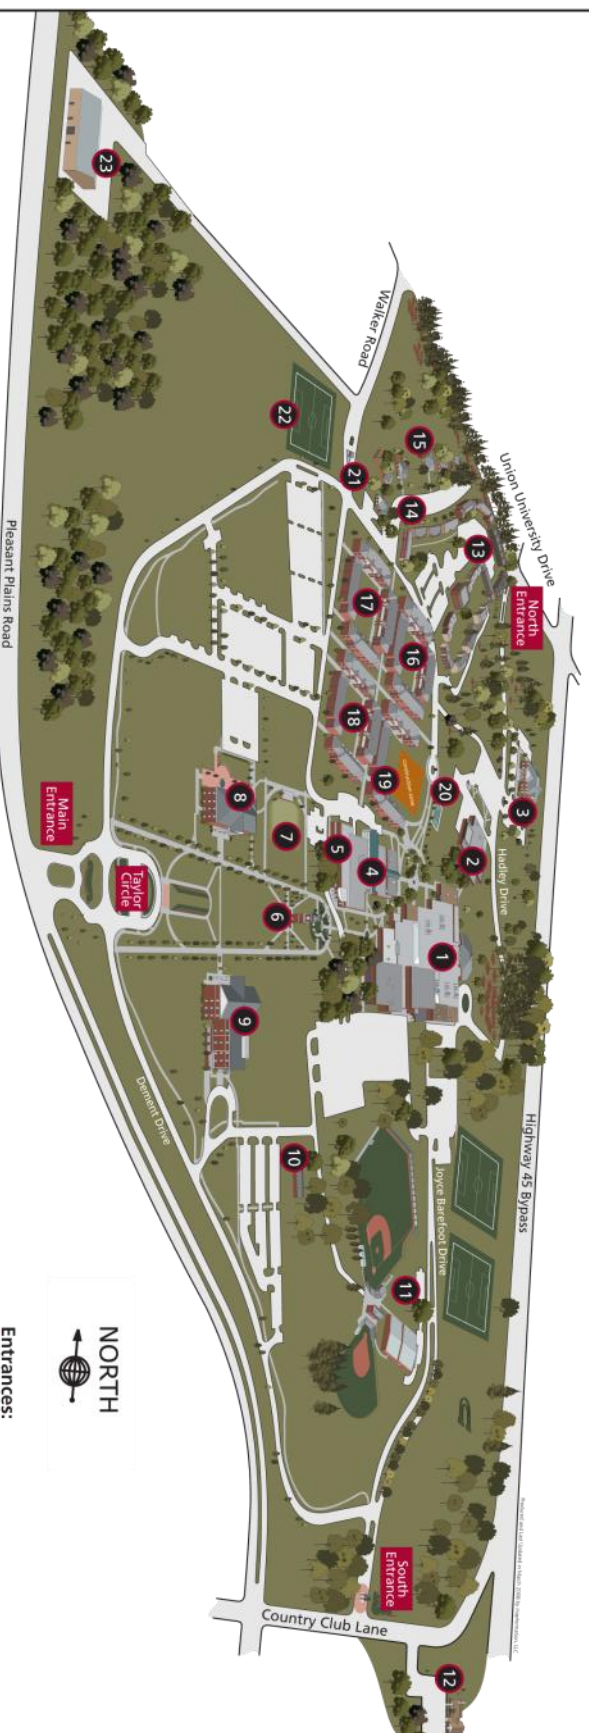 23
Walker Road
22
15
21
14
Union University Drive
13
North
Entrance
17
16
18
19
20
3
Pleasant Plains Road
Main
Entrance
8
7
5
4
2
Hadley Drive
Taylor
Circle
6
1
9
Dement Drive
10
Joyce Barefoot Drive
Highway 45 Bypass
11
NORTH
Entrances:
South
Entrance
Country Club Lane
12